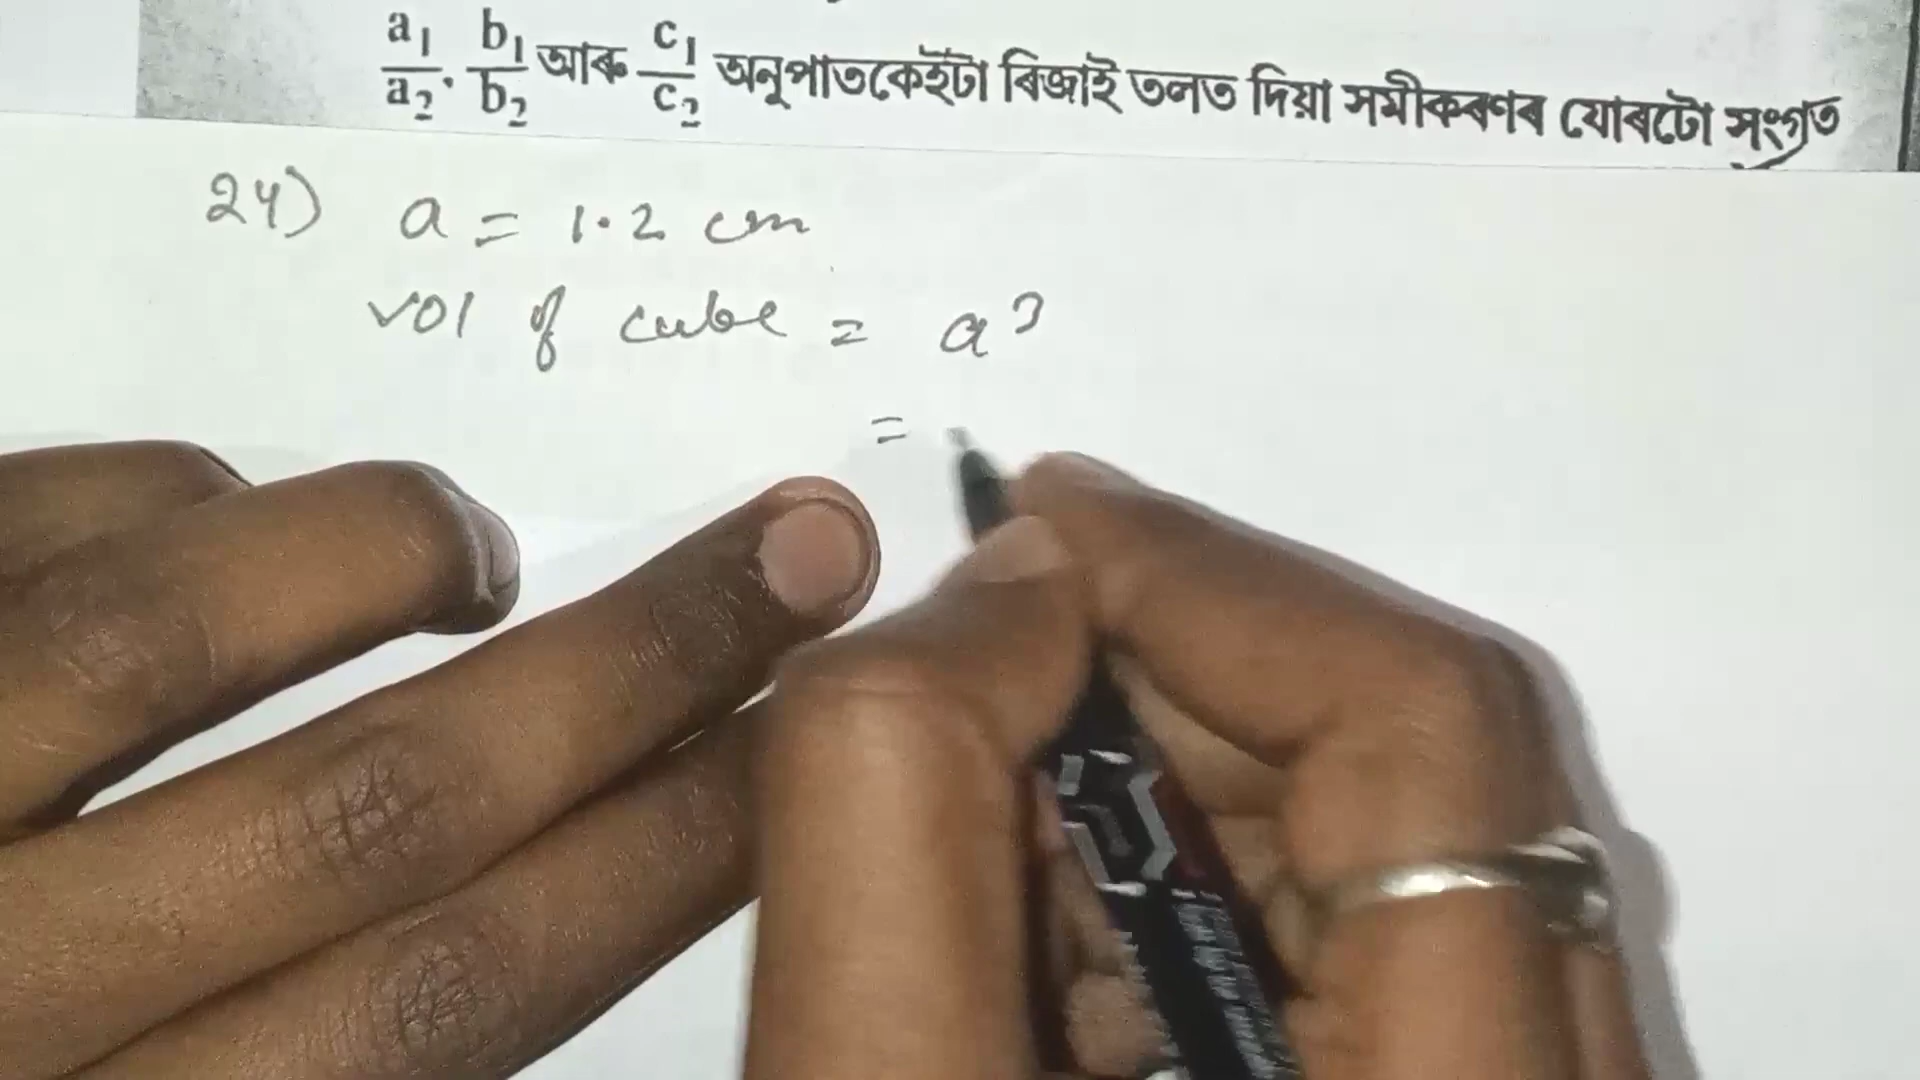 a₁/a₂, b₁/b₂ আৰু c₁/c₂ অনুপাতকেইটা ৰিজাই তলত দিয়া সমীকৰণৰ যোৰটো সংগত
24) a = 1.2 cm
vol of cube = a³
=